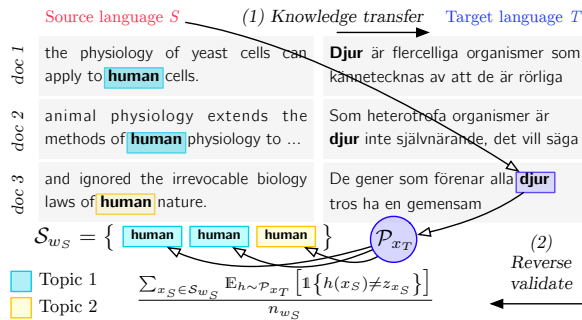 Source language S
(1) Knowledge transfer
Target language T
doc 1
the physiology of yeast cells can
apply to human cells.
Djur är flercelliga organismer som
kännetecknas av att de är rörliga
doc 2
animal physiology extends the
methods of human physiology to ...
Som heterotrofa organismer är
djur inte självnärande, det vill säga
doc 3
and ignored the irrevocable biology
laws of human nature.
De gener som förenar alla djur
tros ha en gemensam
𝒮_{w_S} = { human human human }
𝒫_{x_T}
(2)
Reverse
validate
Topic 1
Topic 2
∑_{x_S∈𝒮_{w_S}} 𝔼_{h∼𝒫_{x_T}} [𝟙{h(x_S)≠z_{x_S}}]
n_{w_S}